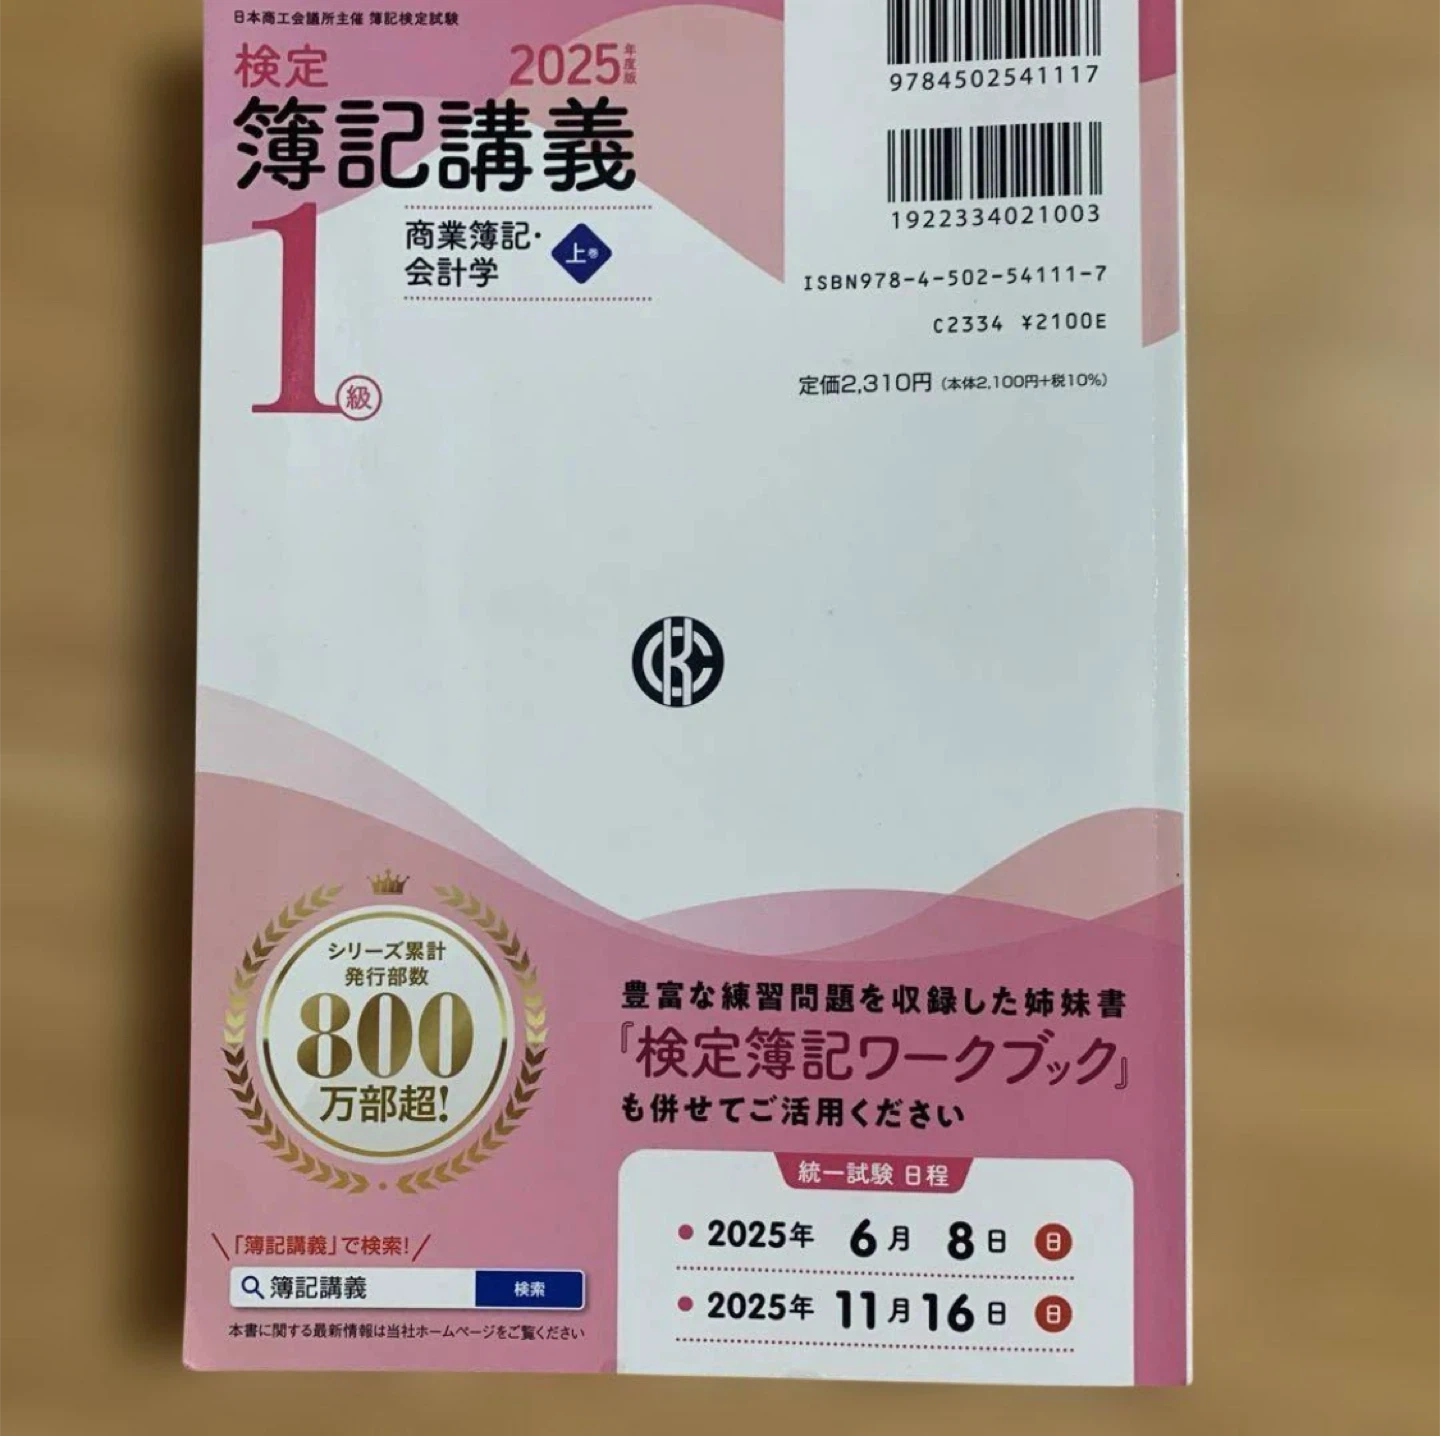 日本商工会議所主催 簿記検定試験
検定 2025年度版
簿記講義
1級
商業簿記・
会計学
上巻
9784502541117
1922334021003
ISBN978-4-502-54111-7
C2334 ¥2100E
定価2,310円(本体2,100円+税10%)
シリーズ累計
発行部数
800
万部超!
「簿記講義」で検索!
簿記講義 検索
本書に関する最新情報は当社ホームページをご覧ください
豊富な練習問題を収録した姉妹書
『検定簿記ワークブック』
も併せてご活用ください
統一試験 日程
2025年 6月 8日 日
2025年 11月16日 日